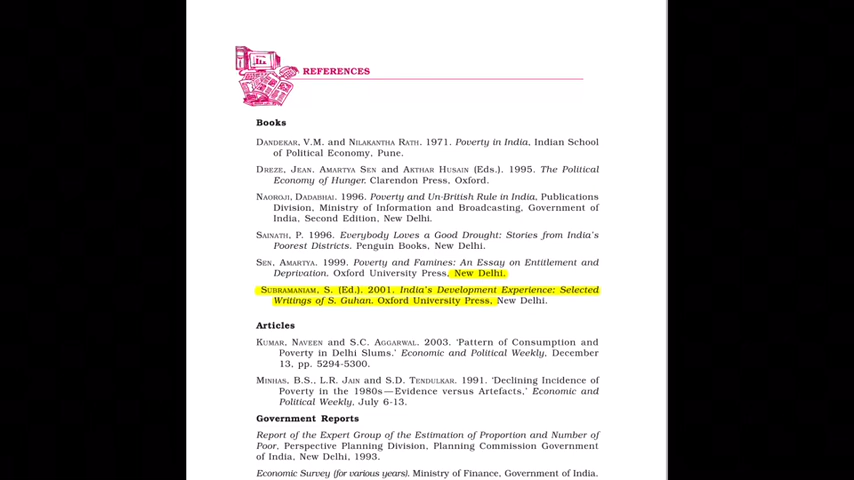 REFERENCES
Books
DANDEKAR, V.M. and NILAKANTHA RATH. 1971. Poverty in India, Indian School
of Political Economy, Pune.
DREZE, JEAN, AMARTYA SEN and AKTHAR HUSAIN (Eds.). 1995. The Political
Economy of Hunger. Clarendon Press, Oxford.
NAOROJI, DADABHAI. 1996. Poverty and Un-British Rule in India, Publications
Division, Ministry of Information and Broadcasting, Government of
India, Second Edition, New Delhi.
SAINATH, P. 1996. Everybody Loves a Good Drought: Stories from India's
Poorest Districts. Penguin Books, New Delhi.
SEN, AMARTYA. 1999. Poverty and Famines: An Essay on Entitlement and
Deprivation. Oxford University Press, New Delhi.
SUBRAMANIAM, S. (Ed.). 2001. India's Development Experience: Selected
Writings of S. Guhan. Oxford University Press, New Delhi.
Articles
KUMAR, NAVEEN and S.C. AGGARWAL. 2003. ‘Pattern of Consumption and
Poverty in Delhi Slums.’ Economic and Political Weekly, December
13, pp. 5294-5300.
MINHAS, B.S., L.R. JAIN and S.D. TENDULKAR. 1991. ‘Declining Incidence of
Poverty in the 1980s—Evidence versus Artefacts,’ Economic and
Political Weekly, July 6-13.
Government Reports
Report of the Expert Group of the Estimation of Proportion and Number of
Poor, Perspective Planning Division, Planning Commission Government
of India, New Delhi, 1993.
Economic Survey (for various years). Ministry of Finance, Government of India.